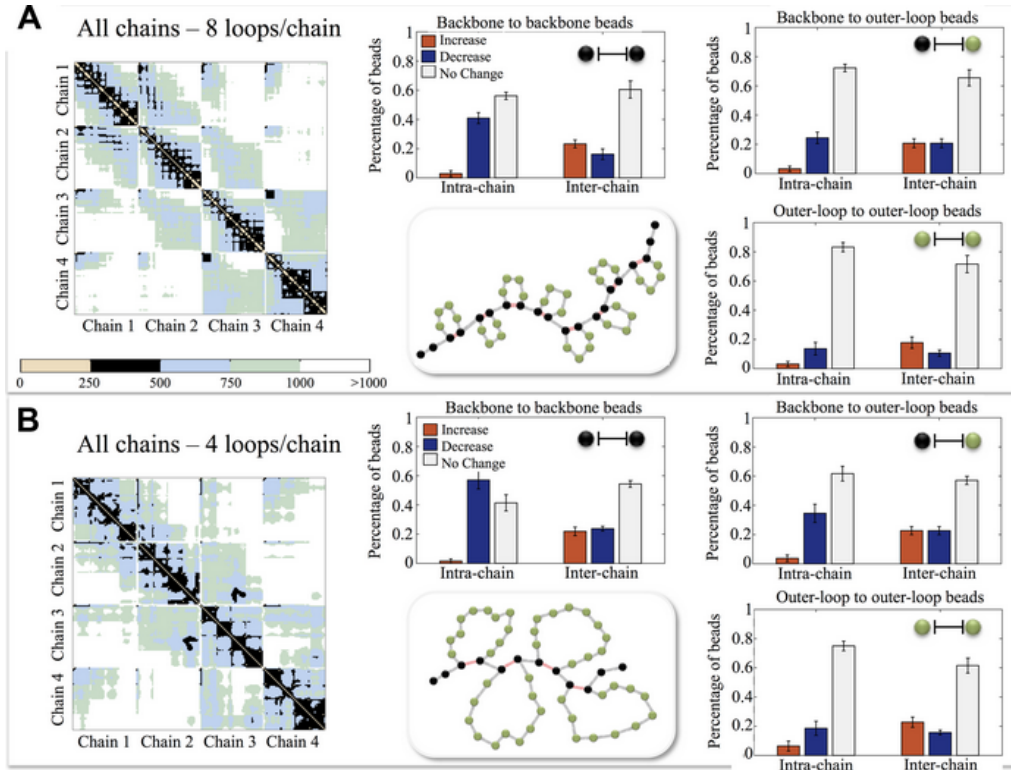 A
All chains – 8 loops/chain
Chain 1
Chain 2
Chain 3
Chain 4
Chain 1 Chain 2 Chain 3 Chain 4
0 250 500 750 1000 >1000
Backbone to backbone beads
Percentage of beads
1
0.8
0.6
0.4
0.2
0
Increase
Decrease
No Change
Intra-chain Inter-chain
Backbone to outer-loop beads
Percentage of beads
1
0.8
0.6
0.4
0.2
0
Intra-chain Inter-chain
Outer-loop to outer-loop beads
Percentage of beads
1
0.8
0.6
0.4
0.2
0
Intra-chain Inter-chain
B
All chains – 4 loops/chain
Chain 1
Chain 2
Chain 3
Chain 4
Chain 1 Chain 2 Chain 3 Chain 4
Backbone to backbone beads
Percentage of beads
1
0.8
0.6
0.4
0.2
0
Increase
Decrease
No Change
Intra-chain Inter-chain
Backbone to outer-loop beads
Percentage of beads
1
0.8
0.6
0.4
0.2
0
Intra-chain Inter-chain
Outer-loop to outer-loop beads
Percentage of beads
1
0.8
0.6
0.4
0.2
0
Intra-chain Inter-chain